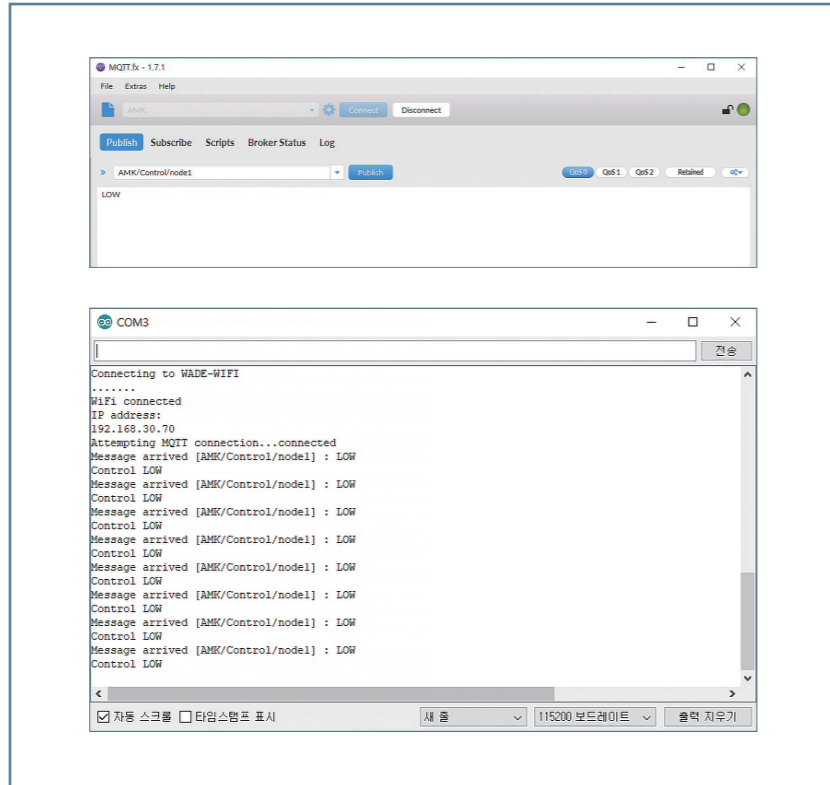 MQTT.fx - 1.7.1
File Extras Help
AMK Connect Disconnect
Publish Subscribe Scripts Broker Status Log
AMK/Control/node1 Publish QoS 0 QoS 1 QoS 2 Retained
LOW
COM3
전송
Connecting to WADE-WIFI
.......
WiFi connected
IP address:
192.168.30.70
Attempting MQTT connection...connected
Message arrived [AMK/Control/node1] : LOW
Control LOW
Message arrived [AMK/Control/node1] : LOW
Control LOW
Message arrived [AMK/Control/node1] : LOW
Control LOW
Message arrived [AMK/Control/node1] : LOW
Control LOW
Message arrived [AMK/Control/node1] : LOW
Control LOW
Message arrived [AMK/Control/node1] : LOW
Control LOW
Message arrived [AMK/Control/node1] : LOW
Control LOW
Message arrived [AMK/Control/node1] : LOW
Control LOW
자동 스크롤 타임스탬프 표시 새 줄 115200 보드레이트 출력 지우기